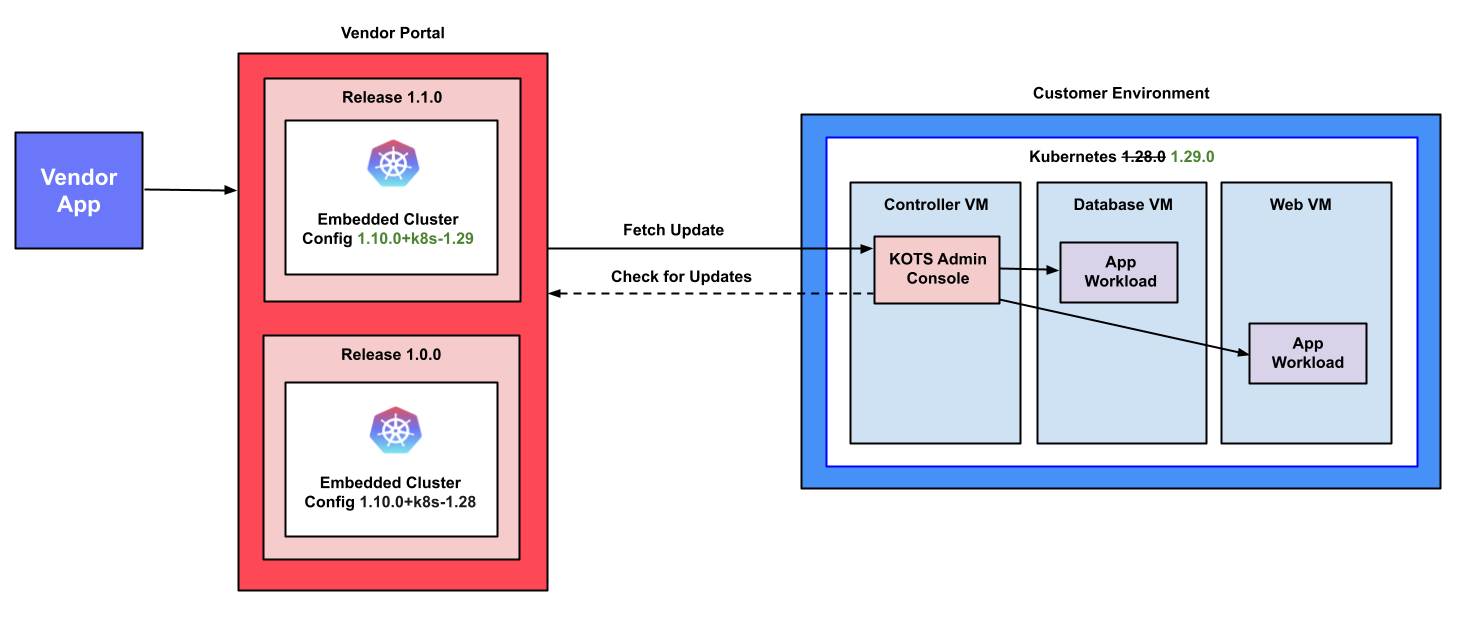 Vendor Portal
Release 1.1.0
Embedded Cluster
Config 1.10.0+k8s-1.29
Release 1.0.0
Embedded Cluster
Config 1.10.0+k8s-1.28
Vendor
App
Fetch Update
Check for Updates
Customer Environment
Kubernetes 1.28.0 1.29.0
Controller VM
KOTS Admin
Console
Database VM
App
Workload
Web VM
App
Workload